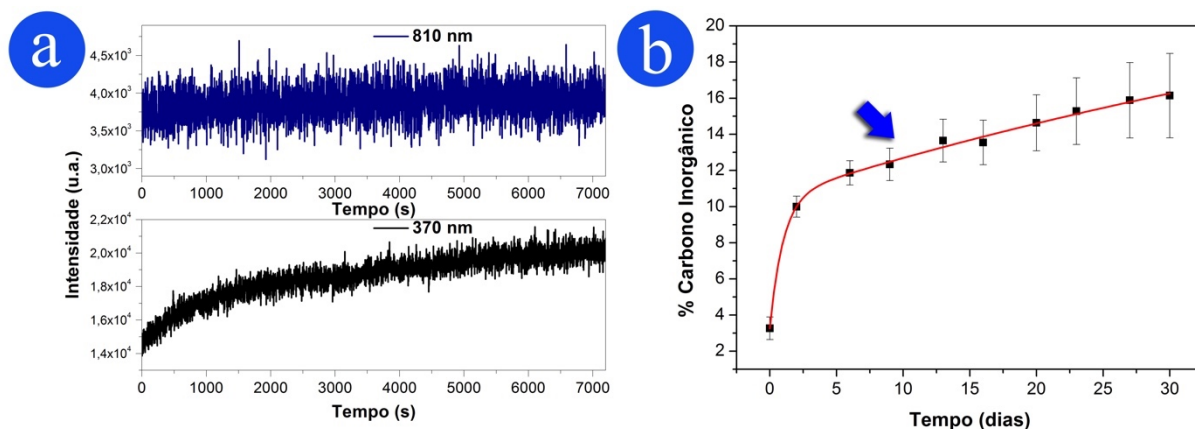 a
810 nm
4,5x10³
4,0x10³
3,5x10³
3,0x10³
0 1000 2000 3000 4000 5000 6000 7000
Tempo (s)
Intensidade (u.a.)
370 nm
2,2x10⁴
2,0x10⁴
1,8x10⁴
1,6x10⁴
1,4x10⁴
0 1000 2000 3000 4000 5000 6000 7000
Tempo (s)
b
20
18
16
14
12
10
8
6
4
2
% Carbono Inorgânico
0 5 10 15 20 25 30
Tempo (dias)